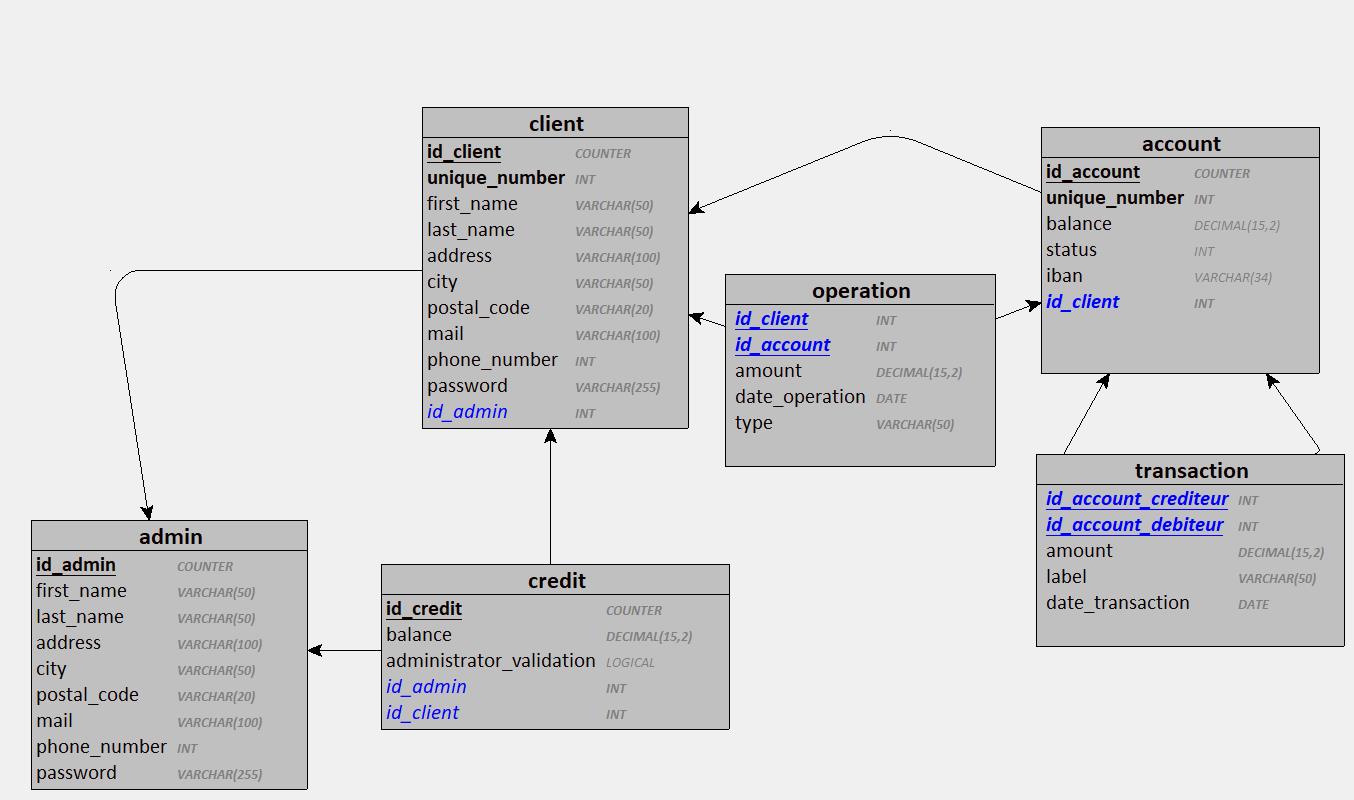 client
id_client COUNTER
unique_number INT
first_name VARCHAR(50)
last_name VARCHAR(50)
address VARCHAR(100)
city VARCHAR(50)
postal_code VARCHAR(20)
mail VARCHAR(100)
phone_number INT
password VARCHAR(255)
id_admin INT
account
id_account COUNTER
unique_number INT
balance DECIMAL(15,2)
status INT
iban VARCHAR(34)
id_client INT
operation
id_client INT
id_account INT
amount DECIMAL(15,2)
date_operation DATE
type VARCHAR(50)
transaction
id_account_crediteur INT
id_account_debiteur INT
amount DECIMAL(15,2)
label VARCHAR(50)
date_transaction DATE
admin
id_admin COUNTER
first_name VARCHAR(50)
last_name VARCHAR(50)
address VARCHAR(100)
city VARCHAR(50)
postal_code VARCHAR(20)
mail VARCHAR(100)
phone_number INT
password VARCHAR(255)
credit
id_credit COUNTER
balance DECIMAL(15,2)
administrator_validation LOGICAL
id_admin INT
id_client INT